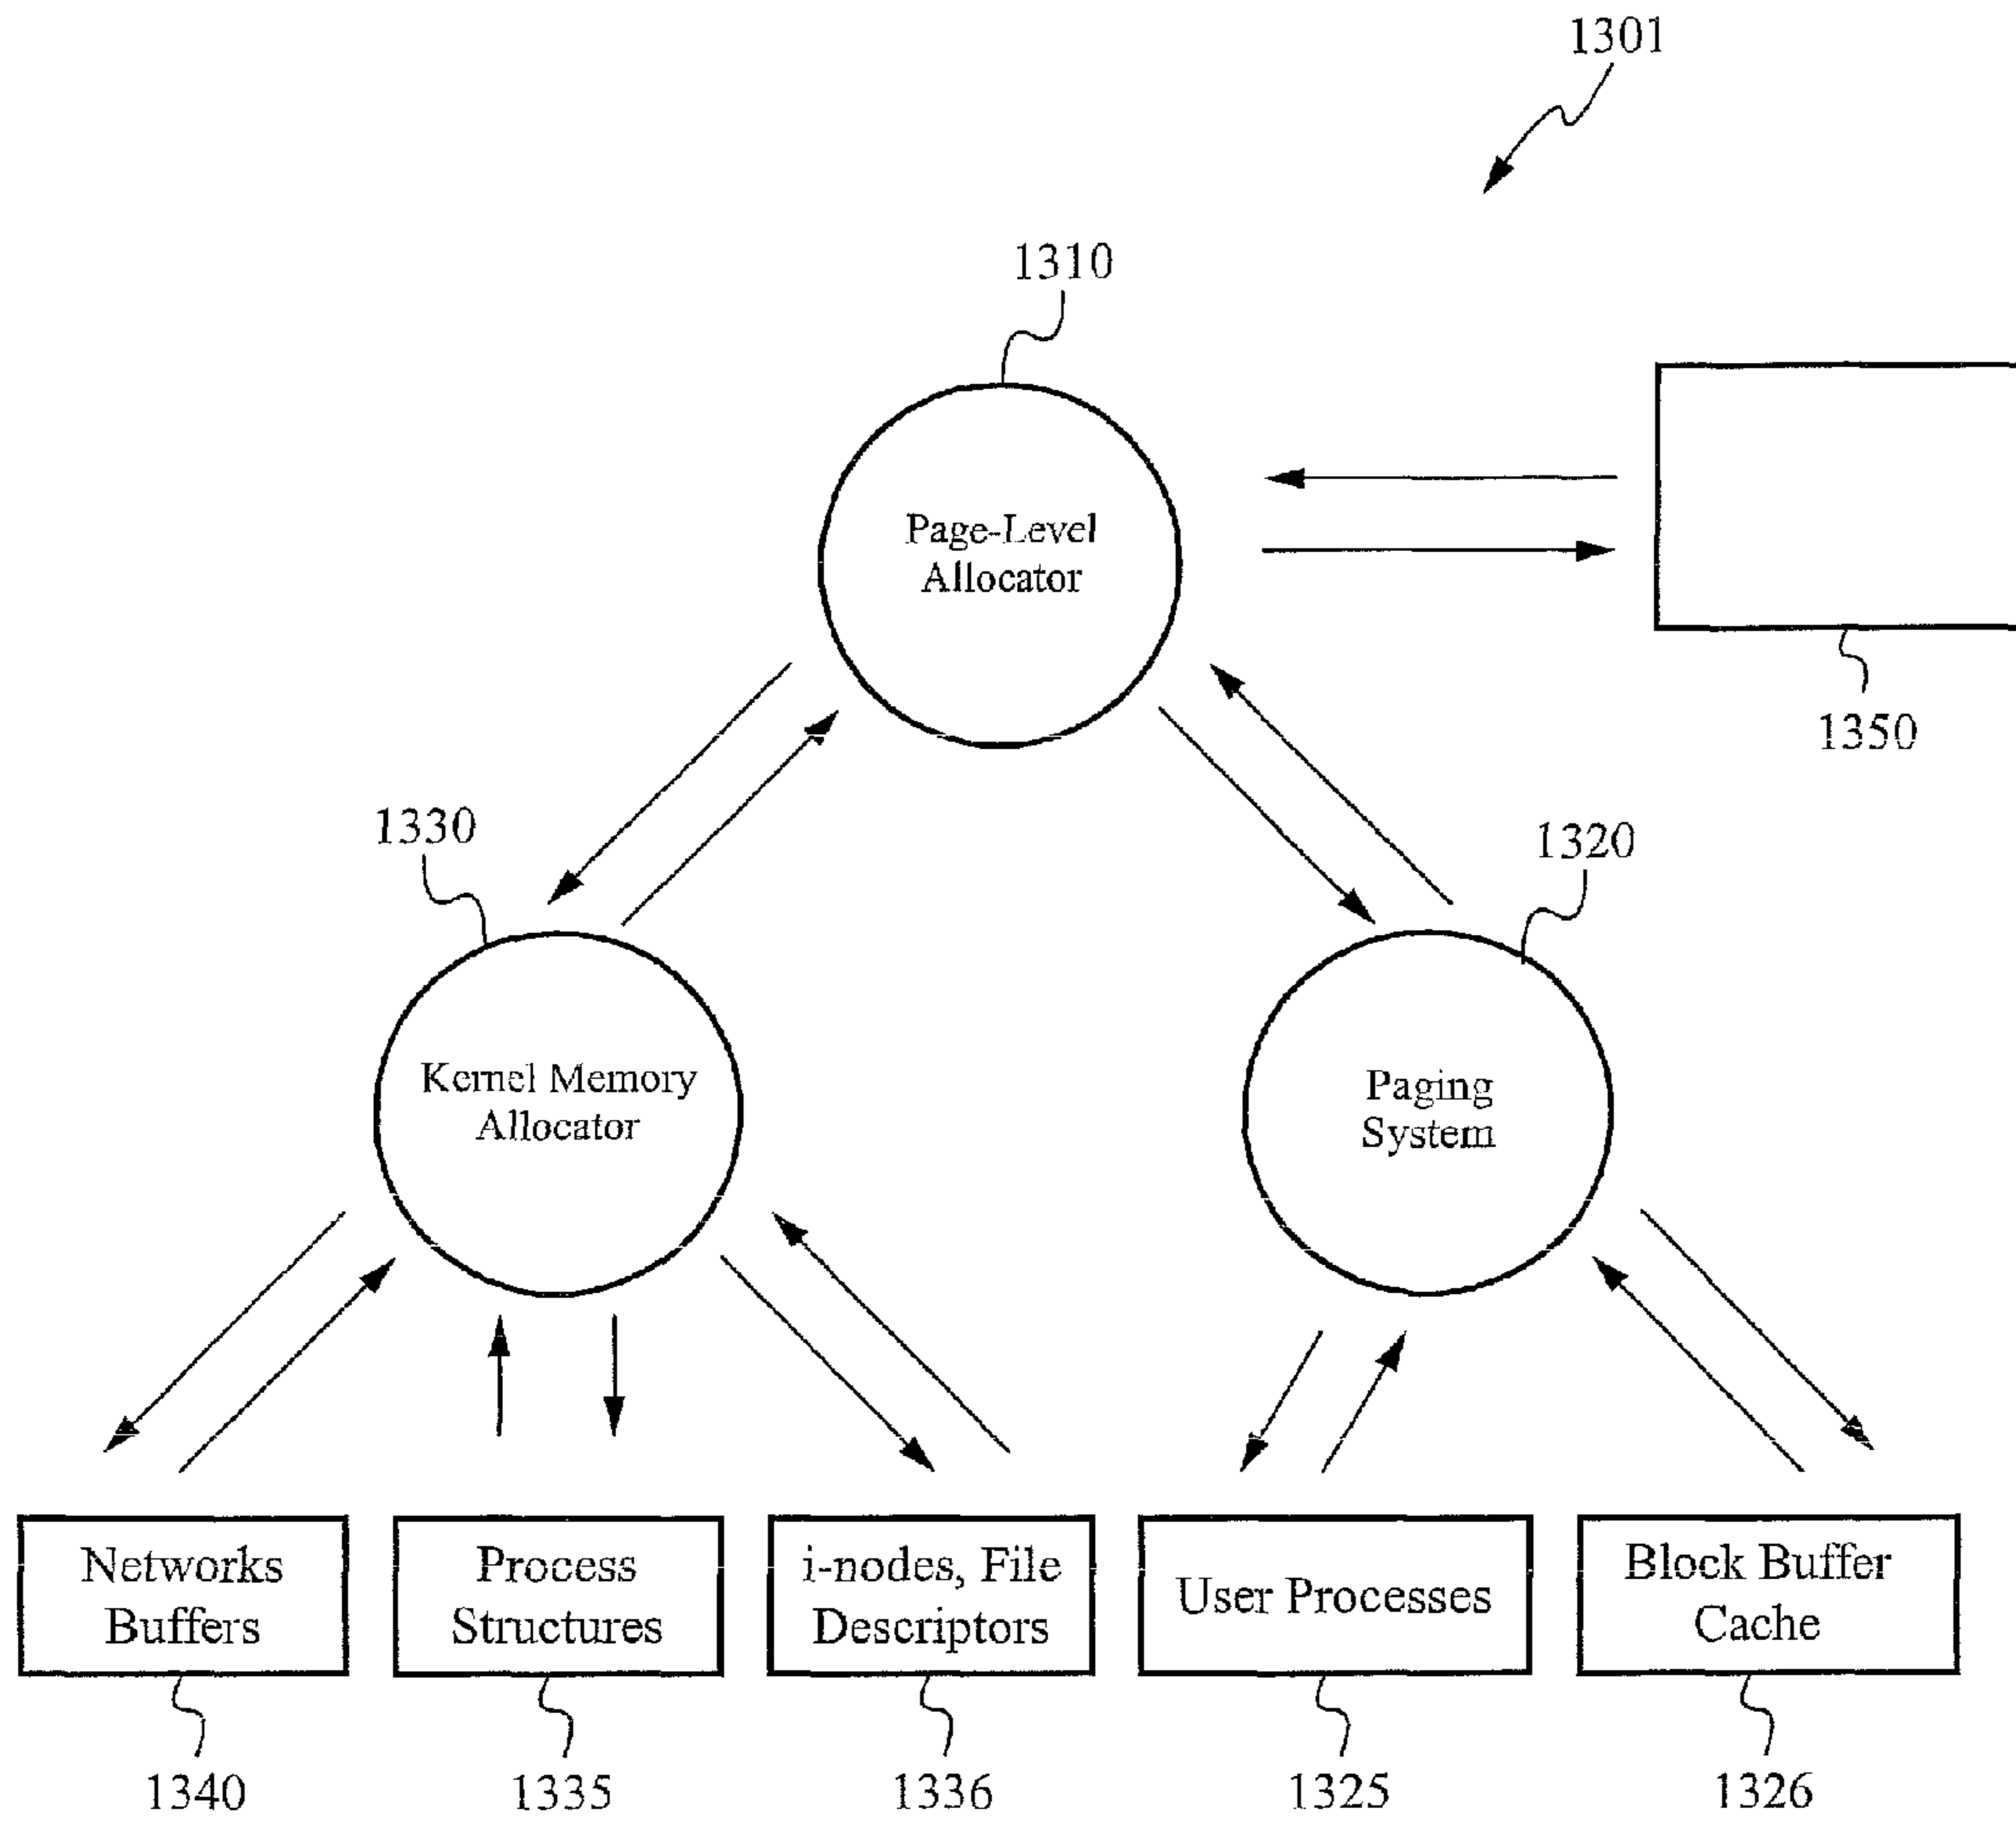 1301
1310
Page-Level
Allocator
1350
1330
1320
Kernel Memory
Allocator
Paging
System
Networks
Buffers
Process
Structures
i-nodes, File
Descriptors
User Processes
Block Buffer
Cache
1340
1335
1336
1325
1326